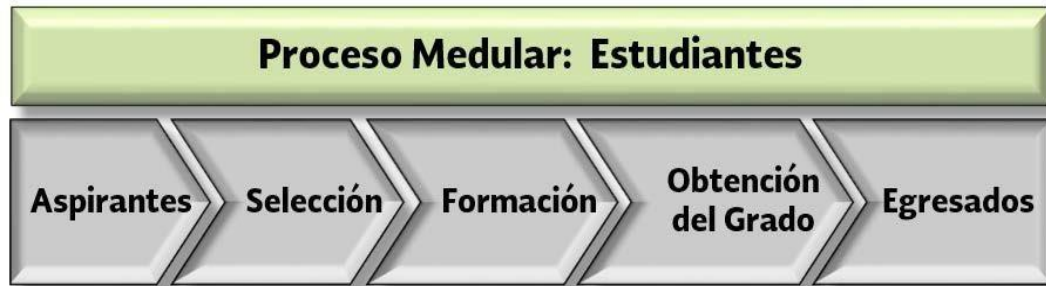 Proceso Medular: Estudiantes
Aspirantes
Selección
Formación
Obtención
del Grado
Egresados